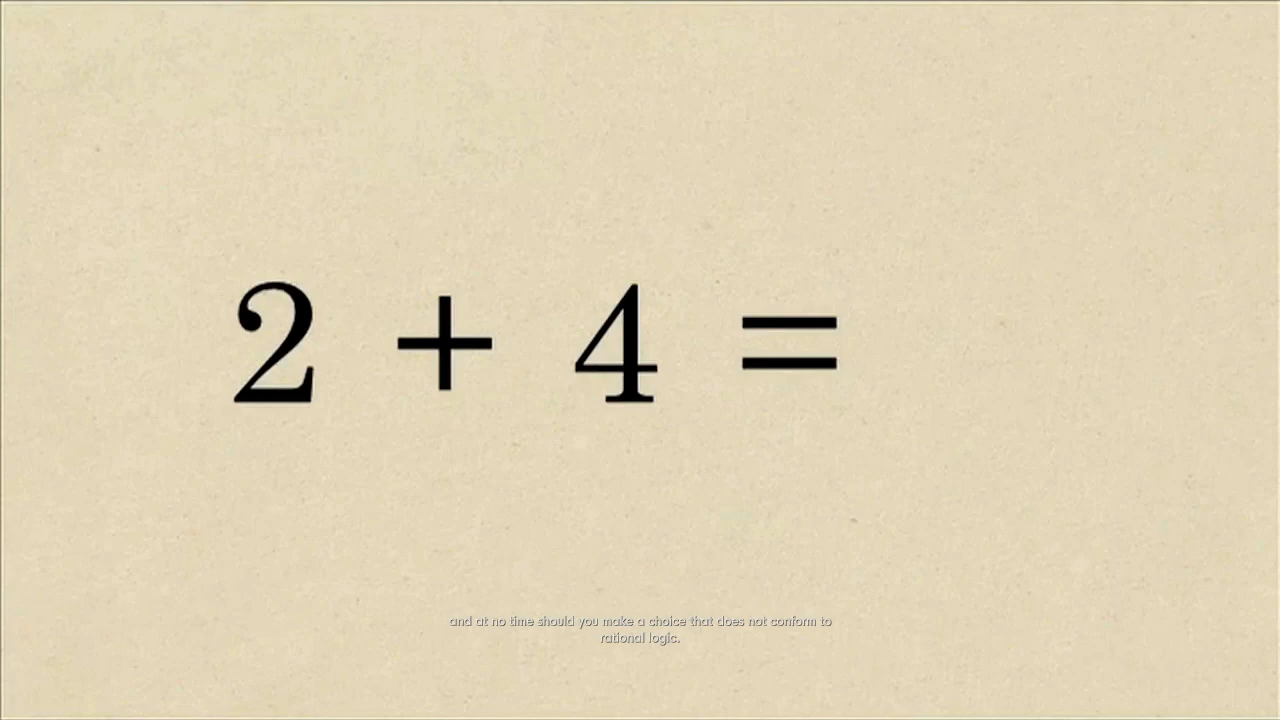 2 + 4 =
and at no time should you make a choice that does not conform to
rational logic.